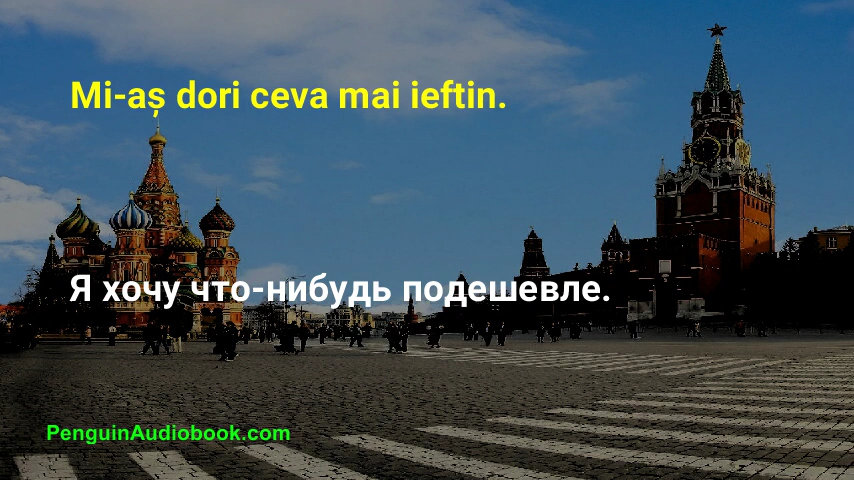 Mi-aș dori ceva mai ieftin.
Я хочу что-нибудь подешевле.
PenguinAudiobook.com